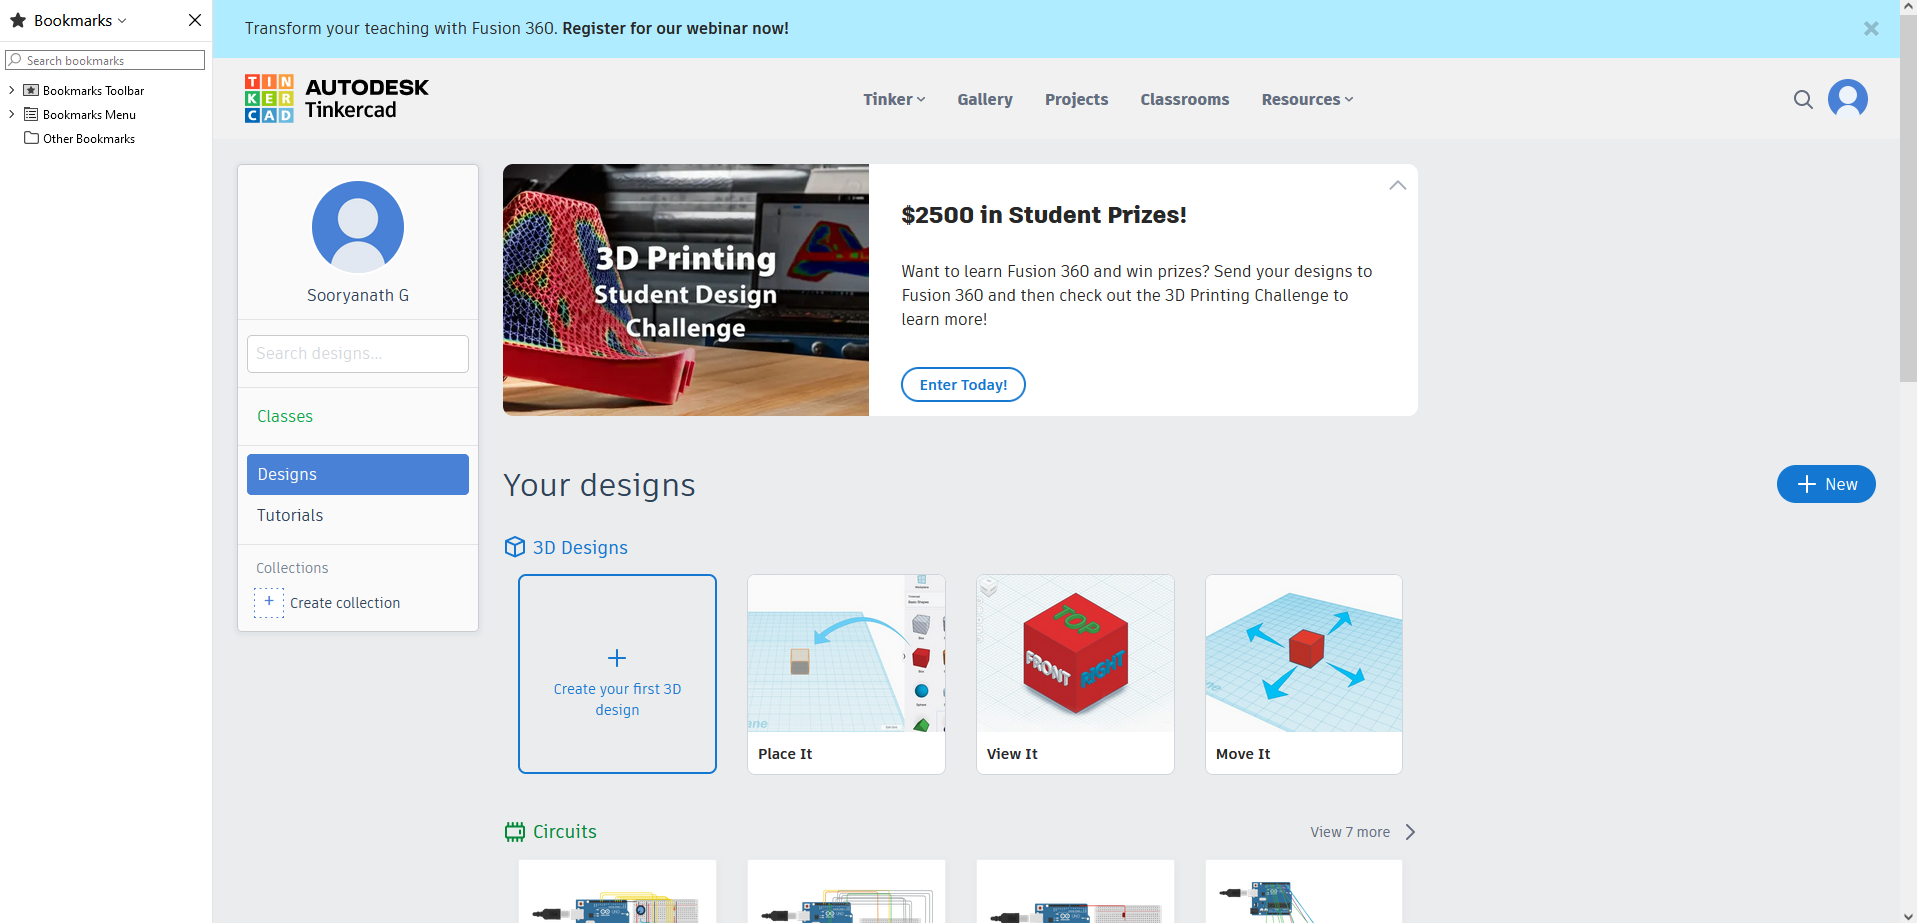 Bookmarks
Search bookmarks
Bookmarks Toolbar
Bookmarks Menu
Other Bookmarks
Transform your teaching with Fusion 360. Register for our webinar now!
TIN
KER
CAD
AUTODESK
Tinkercad
Tinker
Gallery
Projects
Classrooms
Resources
Sooryanath G
Search designs...
Classes
Designs
Tutorials
Collections
+ Create collection
3D Printing
Student Design
Challenge
$2500 in Student Prizes!
Want to learn Fusion 360 and win prizes? Send your designs to
Fusion 360 and then check out the 3D Printing Challenge to
learn more!
Enter Today!
Your designs
New
3D Designs
Create your first 3D
design
Place It
TOP
FRONT
RIGHT
View It
Move It
Circuits
View 7 more